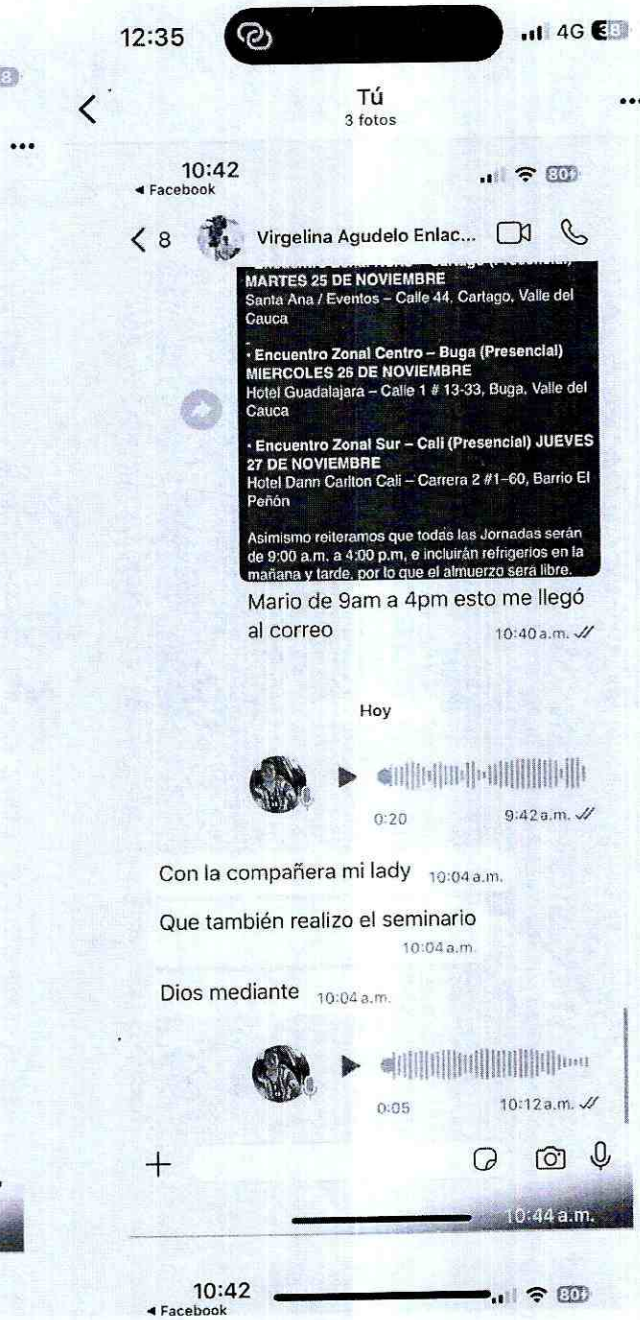 12:35
4G 38
8
Tú
3 fotos
10:42
◄ Facebook
80
8 Virgelina Agudelo Enlac...
MARTES 25 DE NOVIEMBRE
Santa Ana / Eventos – Calle 44, Cartago, Valle del
Cauca
• Encuentro Zonal Centro – Buga (Presencial)
MIERCOLES 26 DE NOVIEMBRE
Hotel Guadalajara – Calle 1 # 13-33, Buga, Valle del
Cauca
• Encuentro Zonal Sur – Cali (Presencial) JUEVES
27 DE NOVIEMBRE
Hotel Dann Carlton Cali – Carrera 2 #1–60, Barrio El
Peñón
Asimismo reiteramos que todas las Jornadas serán
de 9:00 a.m. a 4:00 p.m, e incluirán refrigerios en la
mañana y tarde, por lo que el almuerzo será libre.
Mario de 9am a 4pm esto me llegó
al correo
10:40 a.m.
Hoy
0:20 9:42 a.m.
Con la compañera mi lady 10:04 a.m.
Que también realizo el seminario
10:04 a.m.
Dios mediante 10:04 a.m.
0:05 10:12 a.m.
10:44 a.m.
10:42
80
◄ Facebook